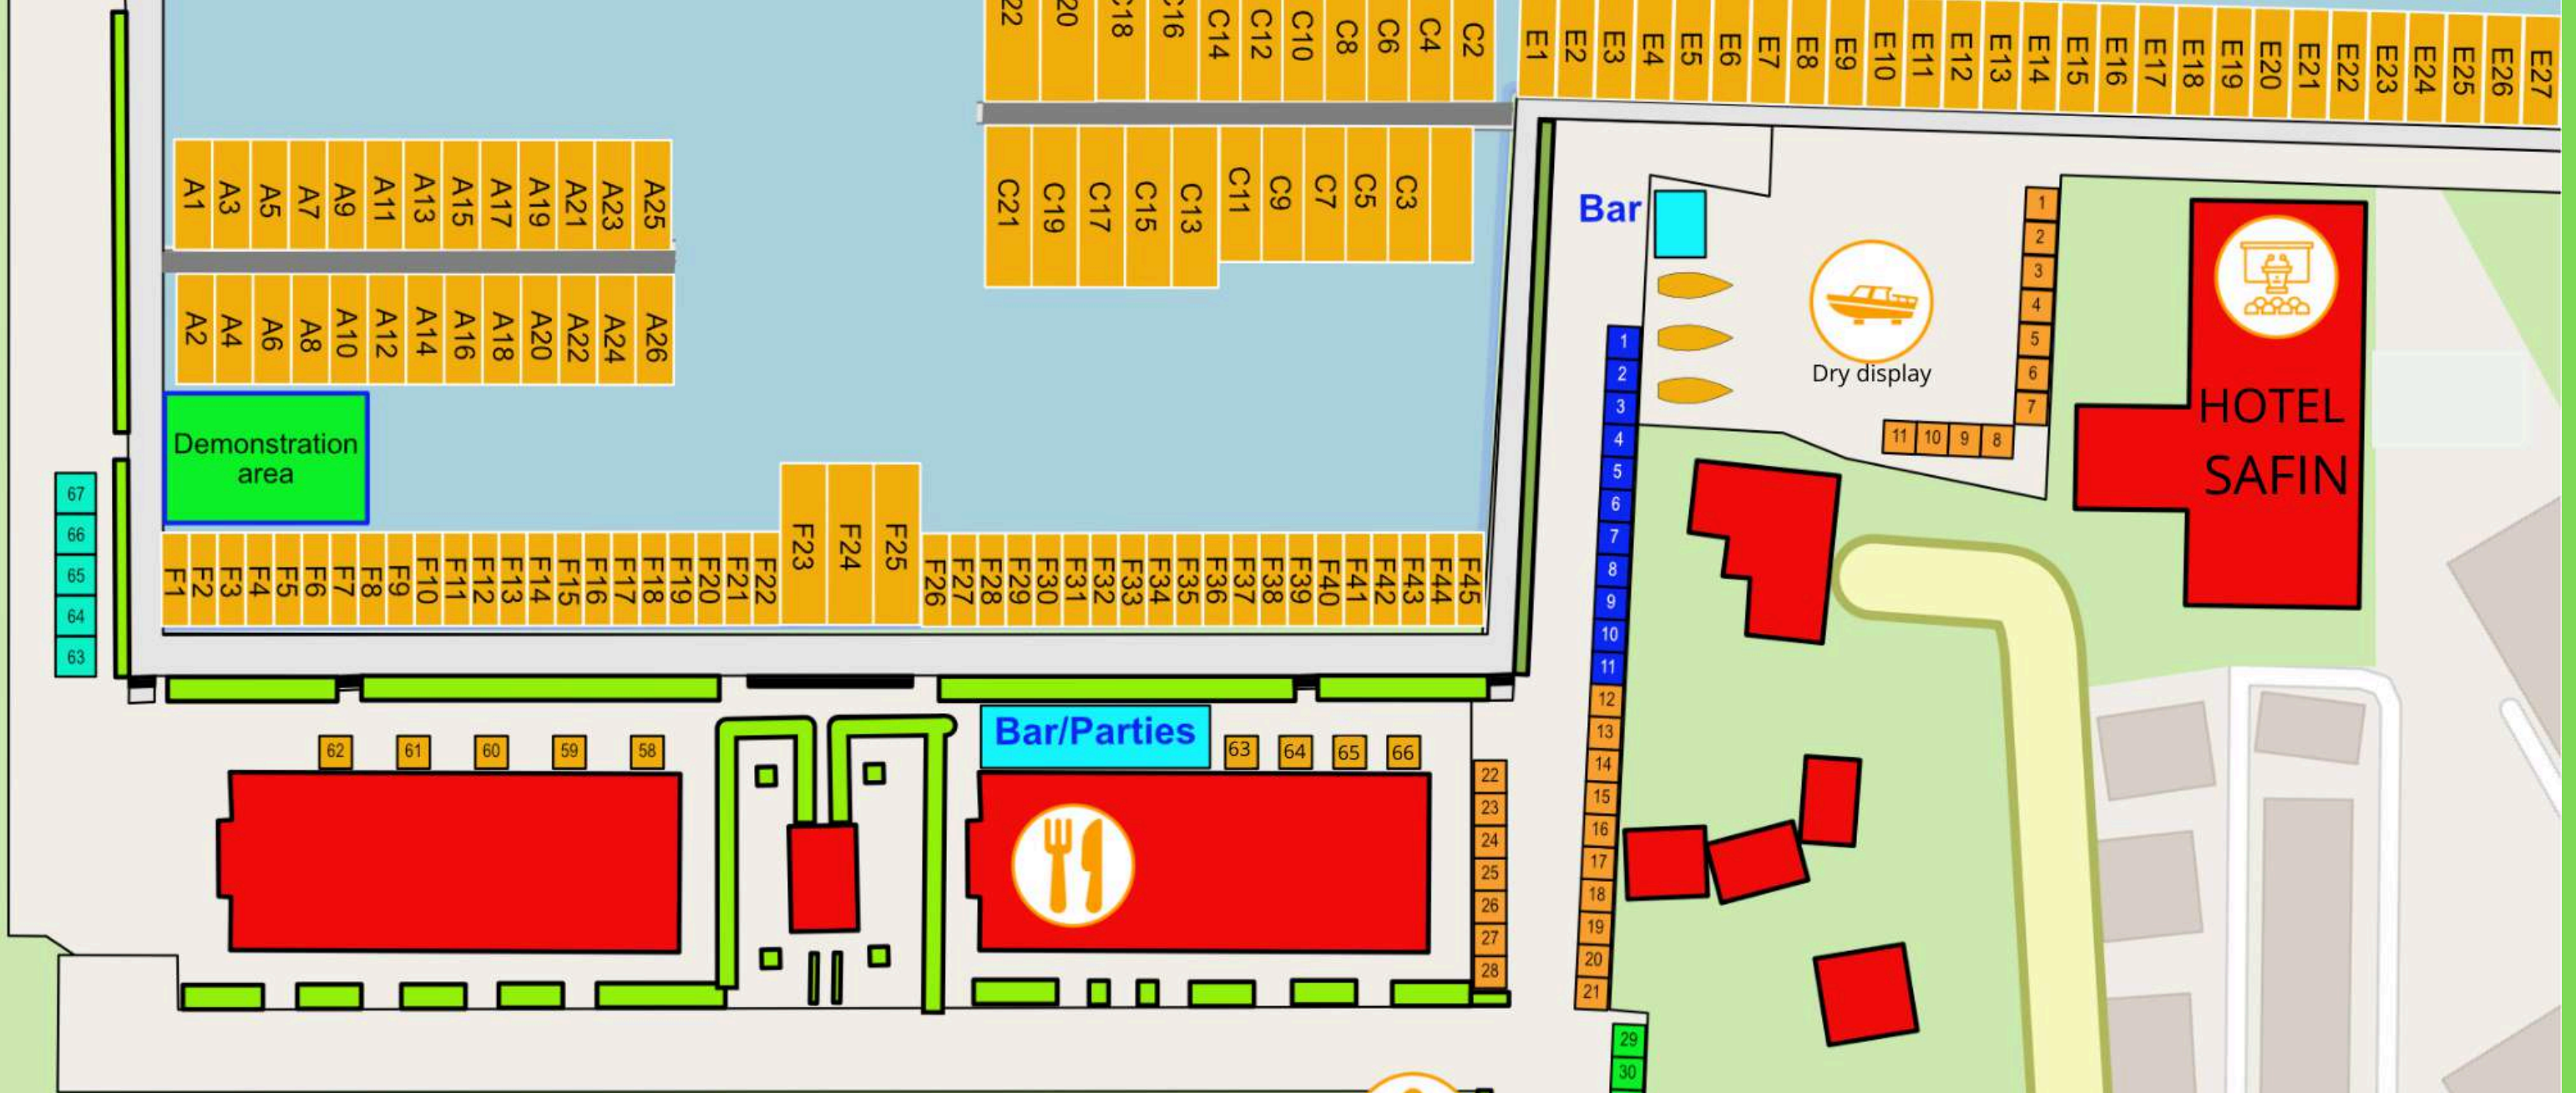 22
20
C18
C16
C14
C12
C10
C8
C6
C4
C2
E1
E2
E3
E4
E5
E6
E7
E8
E9
E10
E11
E12
E13
E14
E15
E16
E17
E18
E19
E20
E21
E22
E23
E24
E25
E26
E27
A1
A3
A5
A7
A9
A11
A13
A15
A17
A19
A21
A23
A25
C21
C19
C17
C15
C13
C11
C9
C7
C5
C3
A2
A4
A6
A8
A10
A12
A14
A16
A18
A20
A22
A24
A26
Bar
Dry display
1
2
3
4
5
6
7
11 10 9 8
HOTEL
SAFIN
Demonstration
area
67
66
65
64
63
F1
F2
F3
F4
F5
F6
F7
F8
F9
F10
F11
F12
F13
F14
F15
F16
F17
F18
F19
F20
F21
F22
F23
F24
F25
F26
F27
F28
F29
F30
F31
F32
F33
F34
F35
F36
F37
F38
F39
F40
F41
F42
F43
F44
F45
1
2
3
4
5
6
7
8
9
10
11
12
13
14
15
16
17
18
19
20
21
62 61 60 59 58
Bar/Parties
63 64 65 66
22
23
24
25
26
27
28
29
30